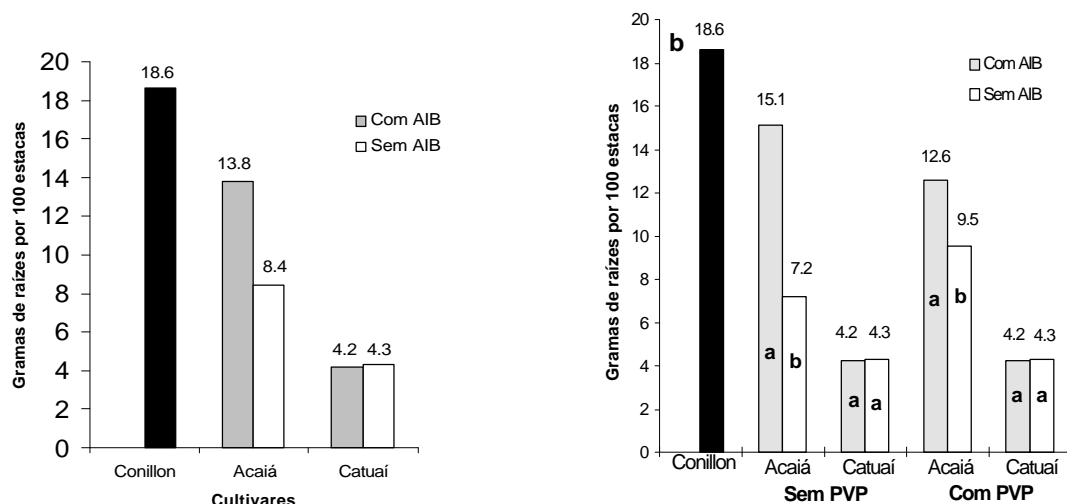 Gramas de raízes por 100 estacas
20
18
16
14
12
10
8
6
4
2
0
18.6
13.8
8.4
4.2
4.3
Com AIB
Sem AIB
Conillon
Acaiá
Catuaí
Cultivares
b
Gramas de raízes por 100 estacas
20
18
16
14
12
10
8
6
4
2
0
18.6
15.1
7.2
4.2
4.3
12.6
9.5
4.2
4.3
Com AIB
Sem AIB
a
b
a
a
a
b
a
a
Conillon
Acaiá
Catuaí
Acaiá
Catuaí
Sem PVP
Com PVP